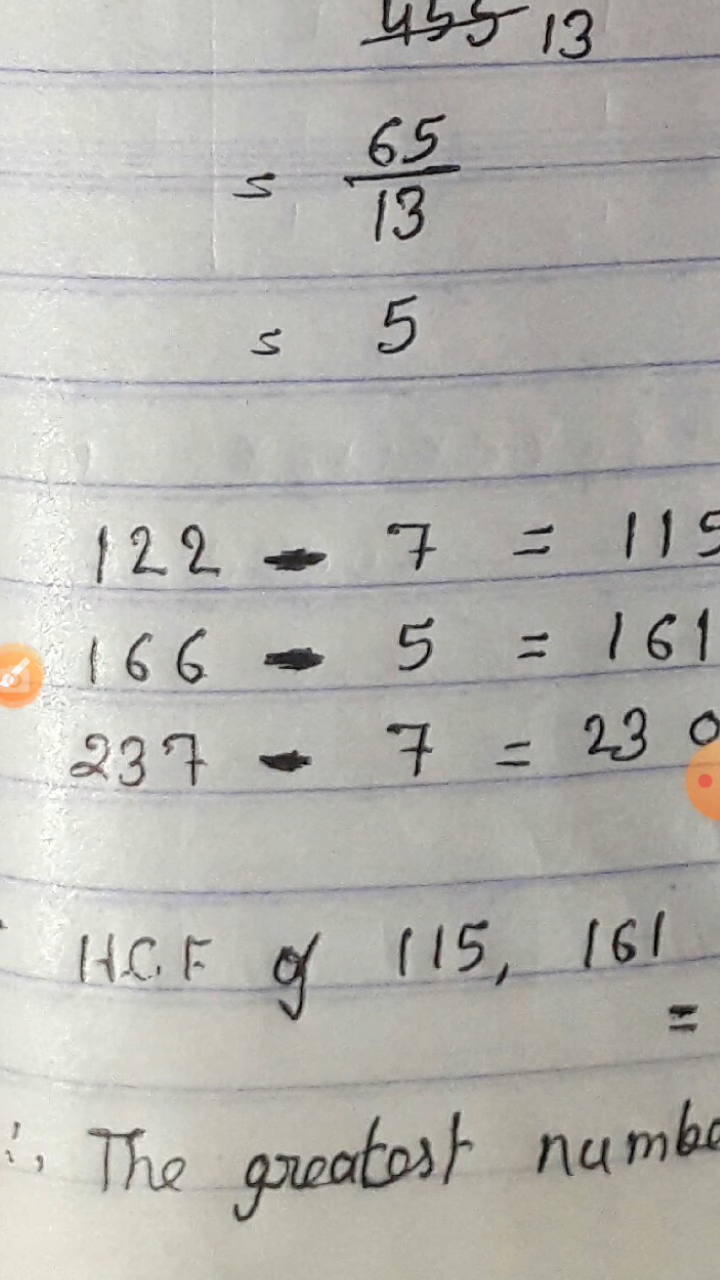 455 13
= 65
13
= 5
122 - 7 = 115
166 - 5 = 161
237 - 7 = 230
H.C.F. of 115, 161
=
∴ The greatest